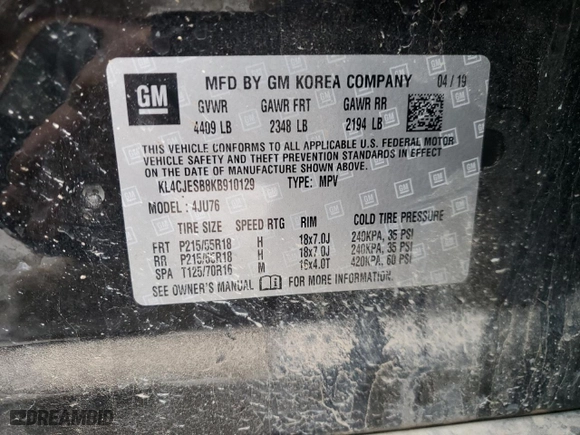 GM MFD BY GM KOREA COMPANY 04/19
GVWR GAWR FRT GAWR RR
4409 LB 2348 LB 2194 LB
THIS VEHICLE CONFORMS TO ALL APPLICABLE U.S. FEDERAL MOTOR
VEHICLE SAFETY AND THEFT PREVENTION STANDARDS IN EFFECT
ON THE DATE OF MANUFACTURE SHOWN ABOVE.
KL4CJESB8KB910129 TYPE: MPV
MODEL: 4JU76
TIRE SIZE SPEED RTG RIM COLD TIRE PRESSURE
FRT P215/55R18 H 18x7.0J 240KPA, 35 PSI
RR P215/55R18 H 18x7.0J 240KPA, 35 PSI
SPA T125/70R16 M 16x4.0T 420KPA, 60 PSI
SEE OWNER'S MANUAL FOR MORE INFORMATION.
DREAMBID